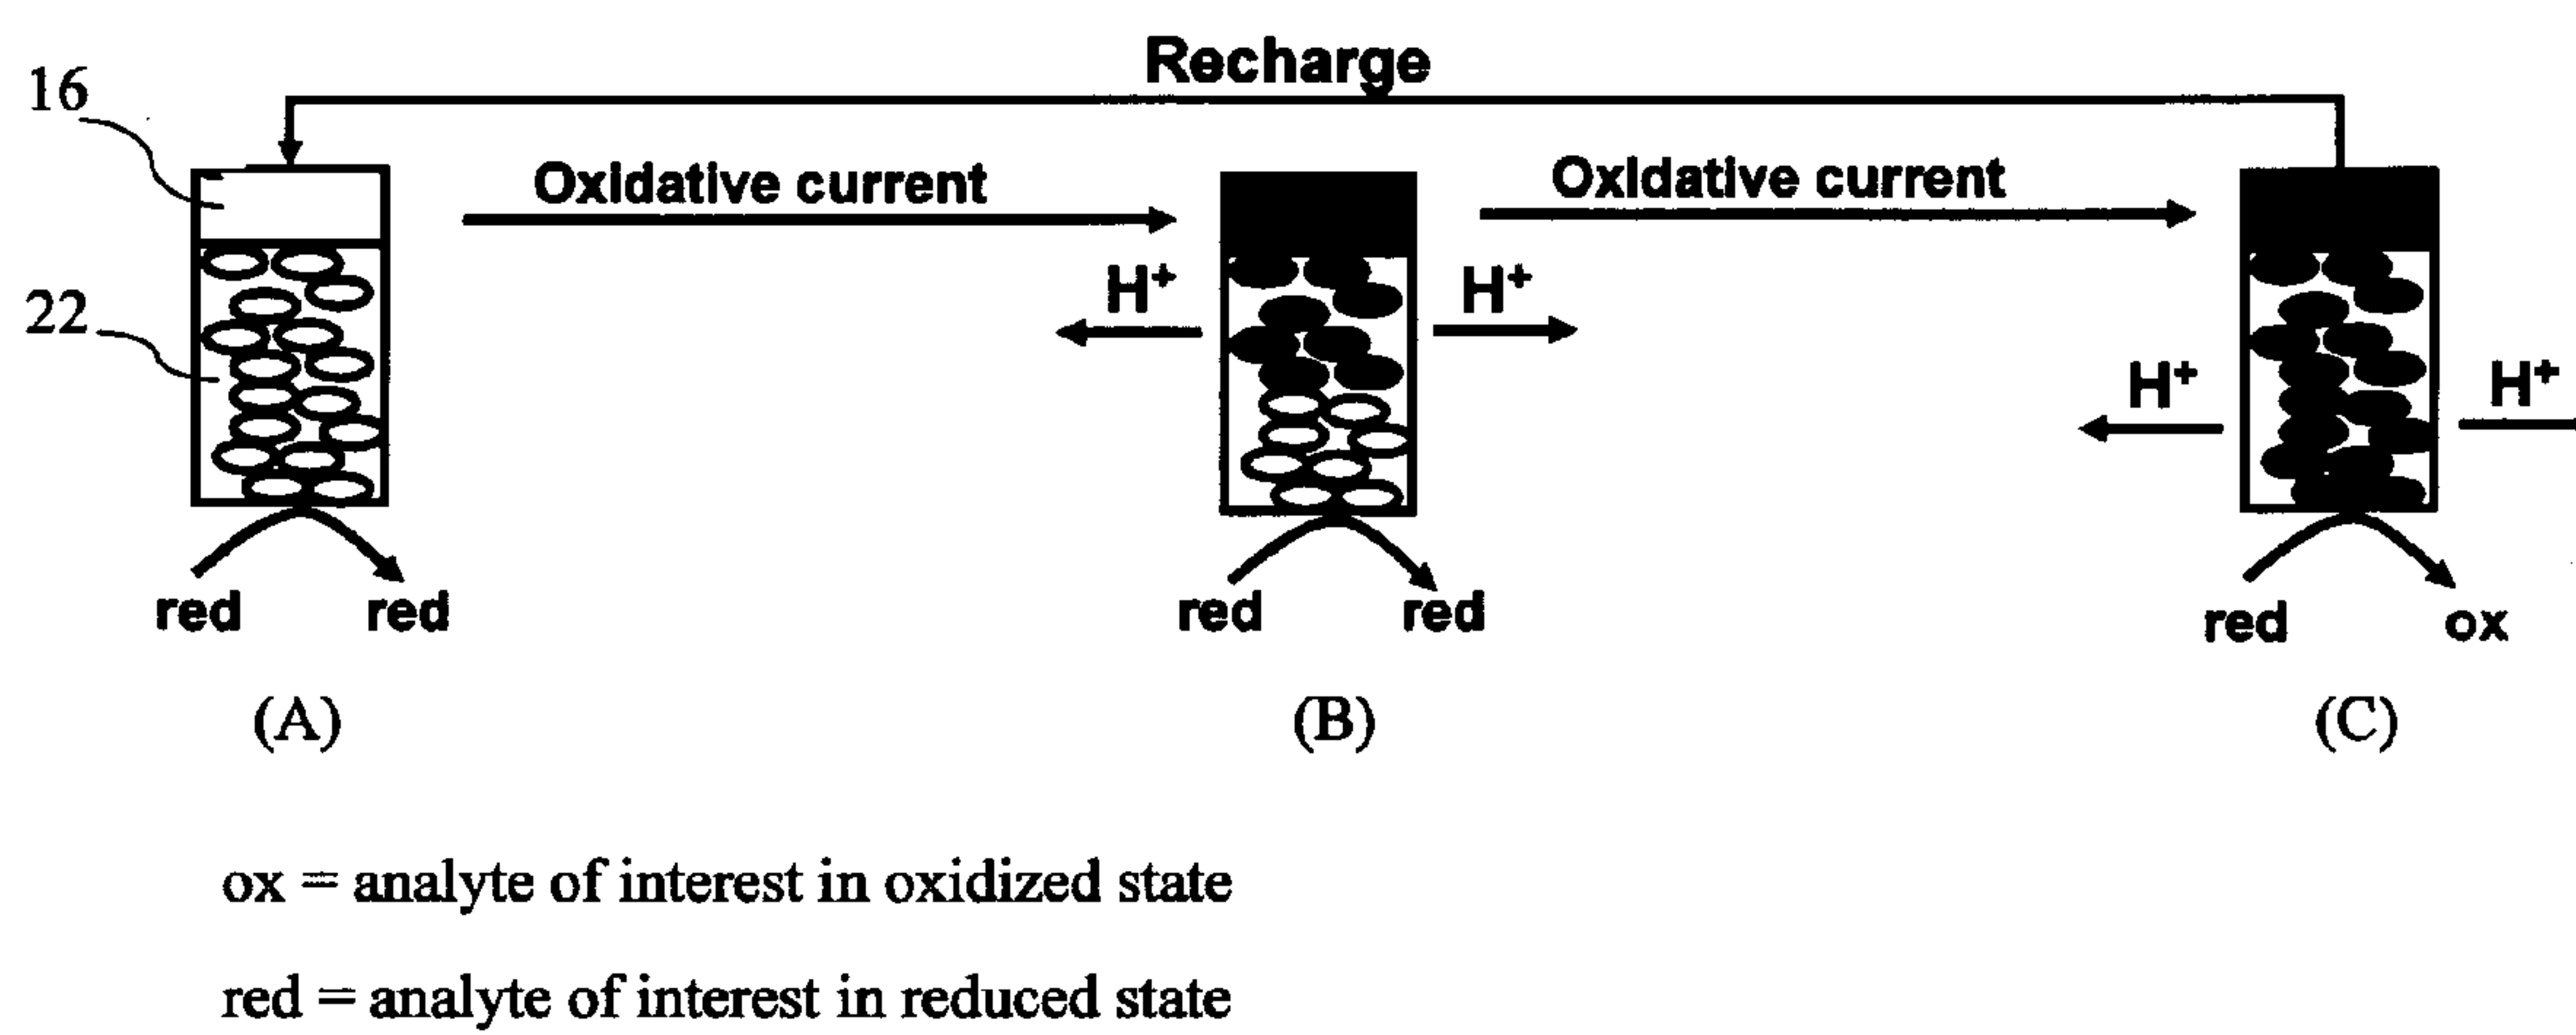 Recharge
16
Oxidative current
Oxidative current
22
H+
H+
H+
H+
red
red
red
red
red
ox
(A)
(B)
(C)
ox = analyte of interest in oxidized state
red = analyte of interest in reduced state